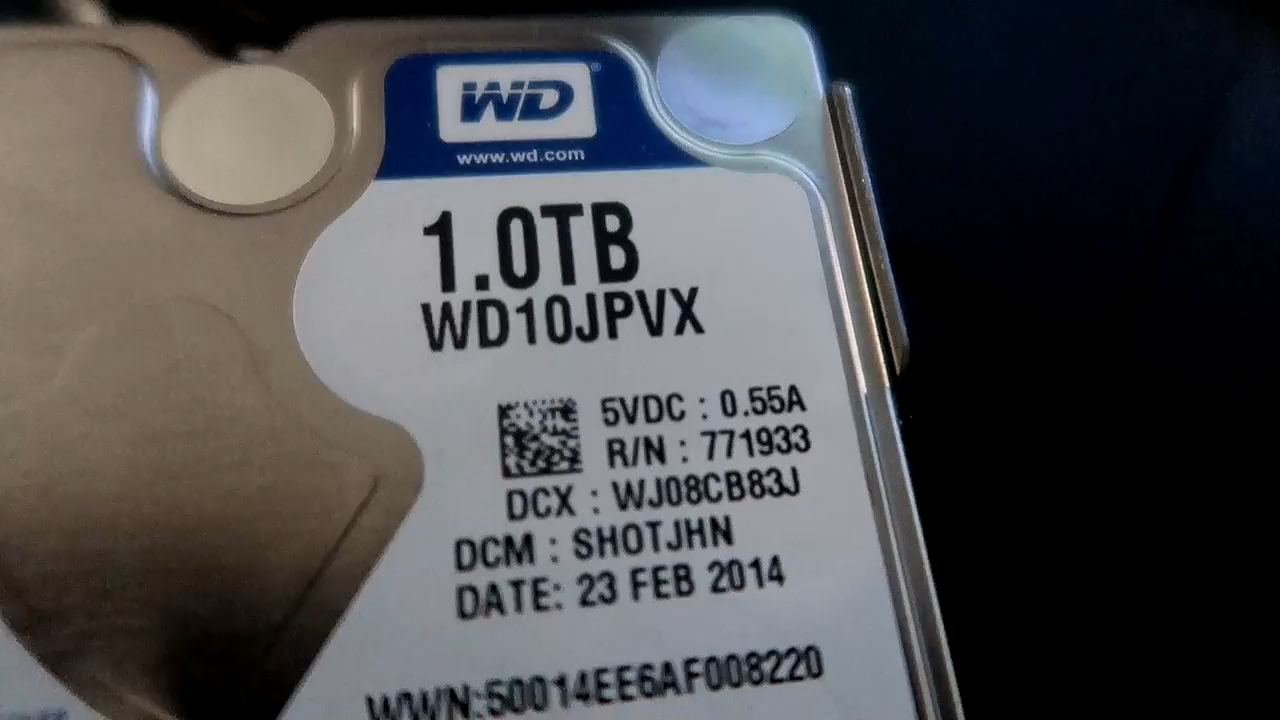 WD®
www.wd.com
1.0TB
WD10JPVX
5VDC : 0.55A
R/N : 771933
DCX : WJ08CB83J
DCM : SHOTJHN
DATE: 23 FEB 2014
WWN:50014EE6AF008220